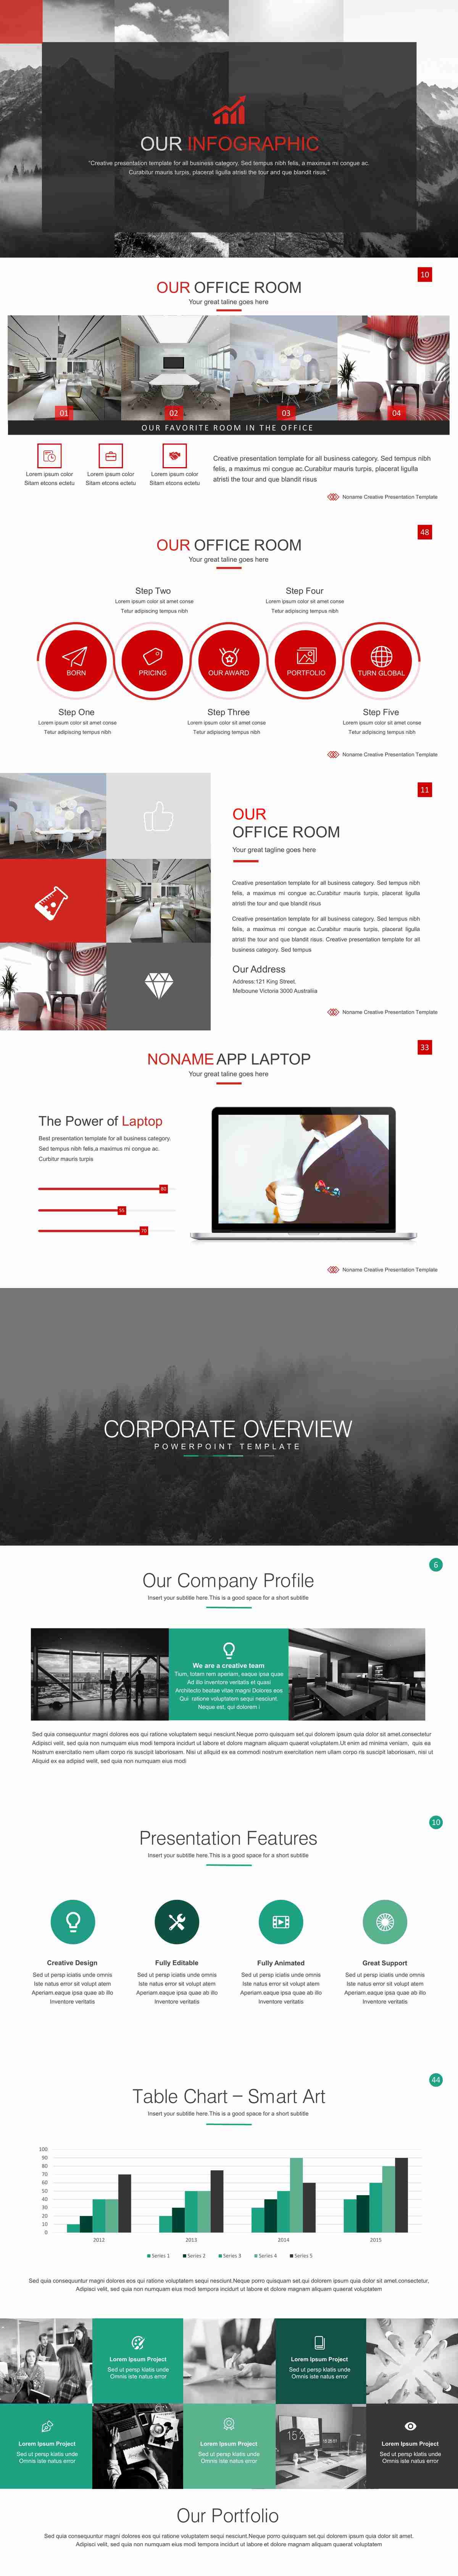 OUR INFOGRAPHIC
"Creative presentation template for all business category. Sed tempus nibh felis, a maximus mi congue ac.
Curabitur mauris turpis, placerat ligulla atristi the tour and que blandit risus."
10
OUR OFFICE ROOM
Your great taline goes here
01 02 03 04
OUR FAVORITE ROOM IN THE OFFICE
Lorem ipsum color Lorem ipsum color Lorem ipsum color
Sitam etcons ectetu Sitam etcons ectetu Sitam etcons ectetu
Creative presentation template for all business category. Sed tempus nibh
felis, a maximus mi congue ac.Curabitur mauris turpis, placerat ligulla
atristi the tour and que blandit risus
Noname Creative Presentation Template
48
OUR OFFICE ROOM
Your great taline goes here
Step Two Step Four
Lorem ipsum color sit amet conse Lorem ipsum color sit amet conse
Tetur adipiscing tempus nibh Tetur adipiscing tempus nibh
BORN PRICING OUR AWARD PORTFOLIO TURN GLOBAL
Step One Step Three Step Five
Lorem ipsum color sit amet conse Lorem ipsum color sit amet conse Lorem ipsum color sit amet conse
Tetur adipiscing tempus nibh Tetur adipiscing tempus nibh Tetur adipiscing tempus nibh
Noname Creative Presentation Template
11
OUR
OFFICE ROOM
Your great tagline goes here
Creative presentation template for all business category. Sed tempus nibh
felis, a maximus mi congue ac.Curabitur mauris turpis, placerat ligulla
atristi the tour and que blandit risus
Creative presentation template for all business category. Sed tempus nibh
felis, a maximus mi congue ac.Curabitur mauris turpis, placerat ligulla
atristi the tour and que blandit risus. Creative presentation template for all
business category. Sed tempus
Our Address
Address:121 King Street,
Melboune Victoria 3000 Australiia
Noname Creative Presentation Template
33
NONAME APP LAPTOP
Your great taline goes here
The Power of Laptop
Best presentation template for all business category.
Sed tempus nibh felis,a maximus mi congue ac.
Curbitur mauris turpis
80
55
70
Noname Creative Presentation Template
CORPORATE OVERVIEW
POWERPOINT TEMPLATE
6
Our Company Profile
Insert your subtitle here.This is a good space for a short subtitle
We are a creative team
Tium, totem rem aperiam, eaque ipsa quae
Ad illo inventore veritatis et quasi
Architecto beatae vitae magni Dolores eos
Qui ratione voluptatem sequi nesciunt.
Neque est, qui dolorem i
Sed quia consequuntur magni dolores eos qui ratione voluptatem sequi nesciunt.Neque porro quisquam set.qui dolorem ipsum quia dolor sit amet.consectetur
Adipisci velit, sed quia non numquam eius modi tempora incidunt ut labore et dolore magnam aliquam quaerat voluptatem.Ut enim ad minima veniam, quis ea
Nostrum exercitatio nem ullam corpo ris suscipit laboriosam. Nisi ut aliquid ex ea commodi nostrum exercitation nem ullam corpo ris suscipit laboriosam, nisi ut
Aliquid ex ea adipisd welit, sed quia non numquam eius modi
10
Presentation Features
Insert your subtitle here.This is a good space for a short subtitle
Creative Design Fully Editable Fully Animated Great Support
Sed ut persp iciatis unde omnis Sed ut persp iciatis unde omnis Sed ut persp iciatis unde omnis Sed ut persp iciatis unde omnis
Iste natus error sit volupt atem Iste natus error sit volupt atem Iste natus error sit volupt atem Iste natus error sit volupt atem
Aperiam.eaque ipsa quae ab illo Aperiam.eaque ipsa quae ab illo Aperiam.eaque ipsa quae ab illo Aperiam.eaque ipsa quae ab illo
Inventore veritatis Inventore veritatis Inventore veritatis Inventore veritatis
44
Table Chart – Smart Art
Insert your subtitle here.This is a good space for a short subtitle
100
90
80
70
60
50
40
30
20
10
0
2012 2013 2014 2015
Series 1 Series 2 Series 3 Series 4 Series 5
Sed quia consequuntur magni dolores eos qui ratione voluptatem sequi nesciunt.Neque porro quisquam set.qui dolorem ipsum quia dolor sit amet.consectetur,
Adipisci velit, sed quia non numquam eius modi tempora incidurt ut labore et dolore magnam aliquam quaerat voluptatem
Lorem Ipsum Project Lorem Ipsum Project
Sed ut persp klatis unde Sed ut persp klatis unde
Omnis iste natus error Omnis iste natus error
Lorem Ipsum Project Lorem Ipsum Project Lorem Ipsum Project
Sed ut persp klatis unde Sed ut persp klatis unde Sed ut persp klatis unde
Omnis iste natus error Omnis iste natus error Omnis iste natus error
Our Portfolio
Sed quia consequuntur magni dolores eos qui ratione voluptatem sequi nesciunt.Neque porro quisquam set.qui dolorem ipsum quia dolor sit amet.
Adipisci velit, sed quia non numquam eius modi tempora incidurt ut labore et dolore magnam aliquam quaerat voluptatem